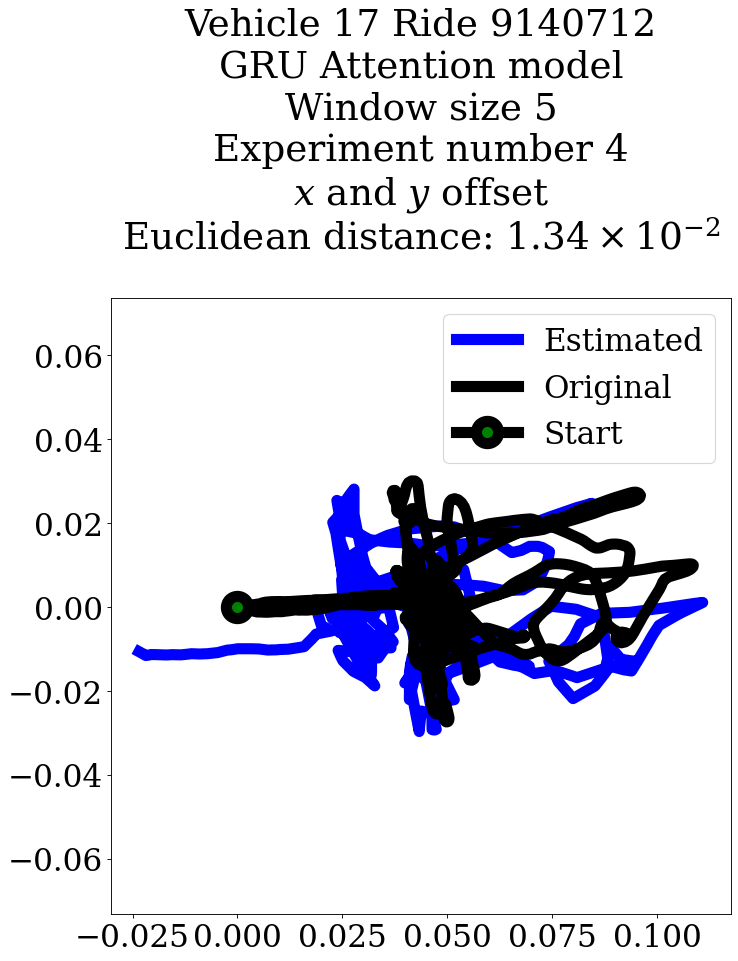 Vehicle 17 Ride 9140712
GRU Attention model
Window size 5
Experiment number 4
x and y offset
Euclidean distance: 1.34 × 10⁻²
Estimated
Original
Start
0.06
0.04
0.02
0.00
−0.02
−0.04
−0.06
−0.025 0.000 0.025 0.050 0.075 0.100